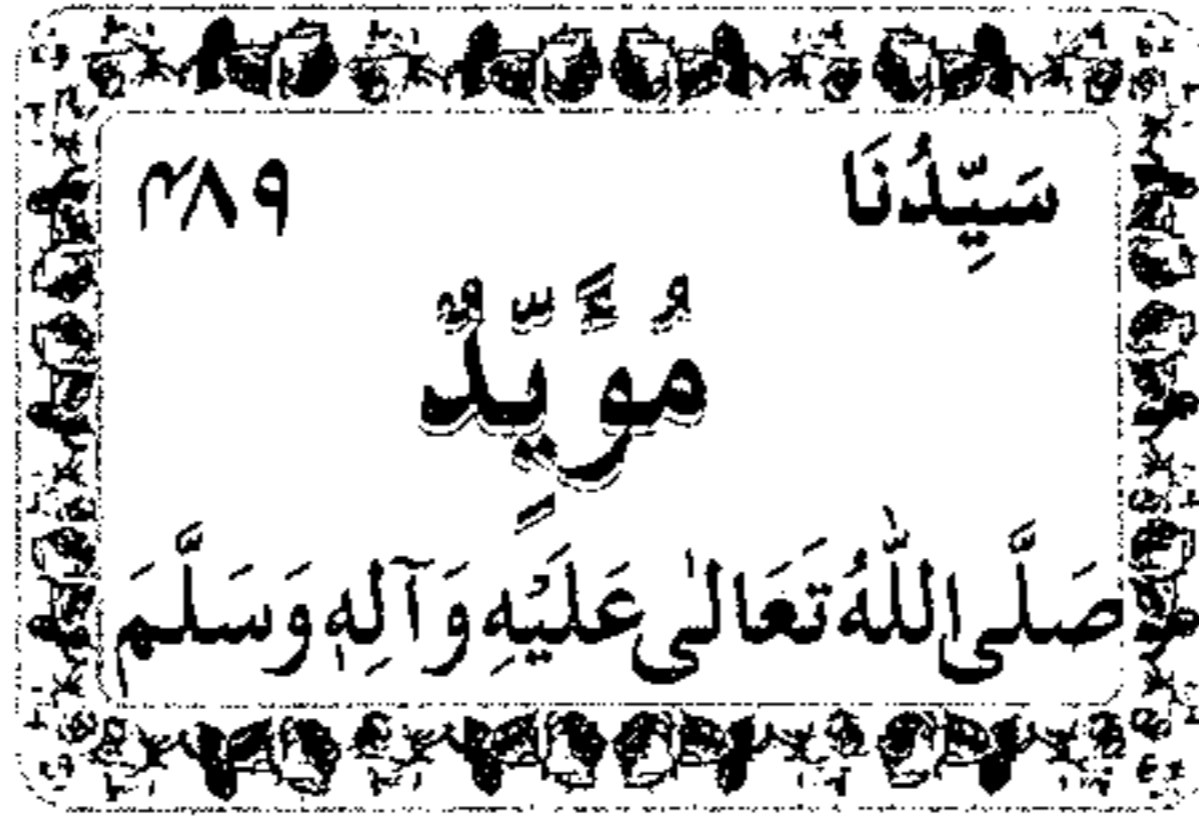 سَيِّدُنَا ۴۸۹
مُؤَيِّدٌ
صَلَّى اللّٰهُ تَعَالٰى عَلَيْهِ وَآلِهٖ وَسَلَّمَ